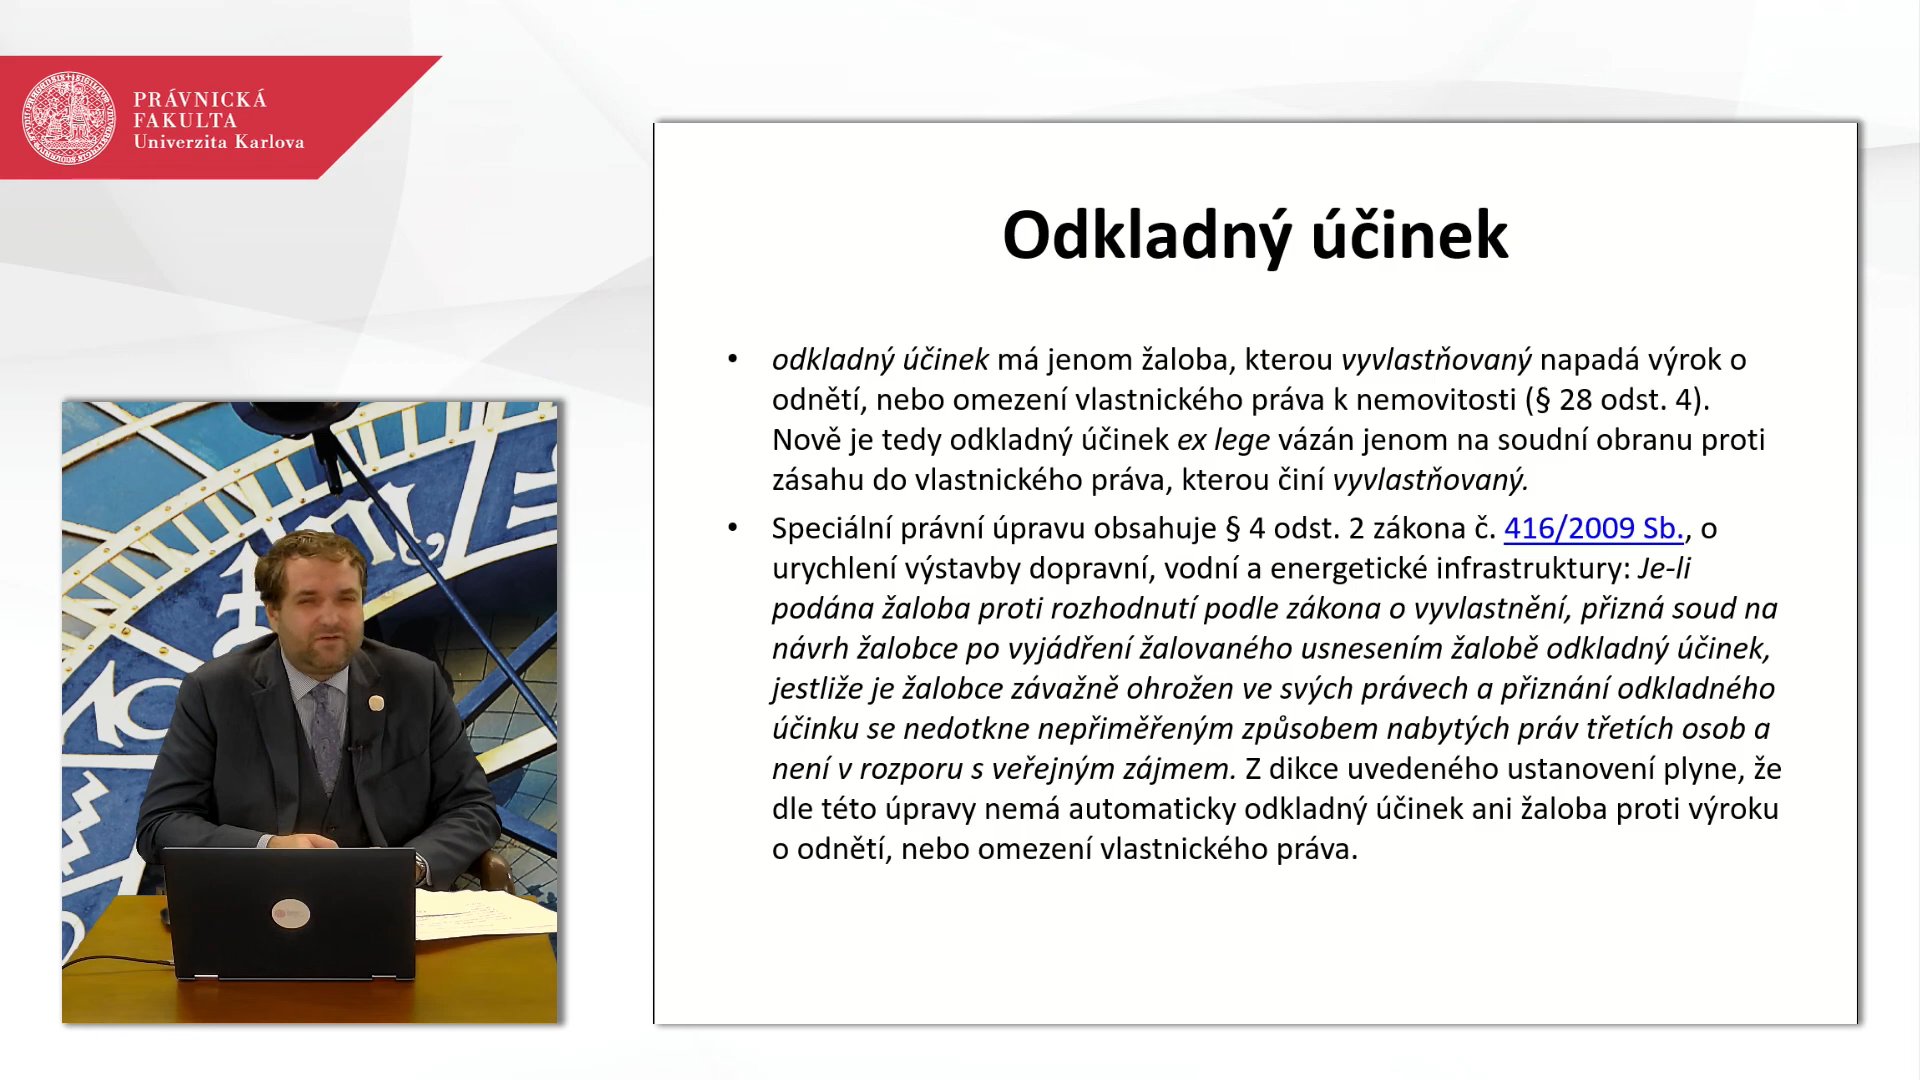 PRÁVNICKÁ
FAKULTA
Univerzita Karlova
Odkladný účinek
• odkladný účinek má jenom žaloba, kterou vyvlastňovaný napadá výrok o
odnětí, nebo omezení vlastnického práva k nemovitosti (§ 28 odst. 4).
Nově je tedy odkladný účinek ex lege vázán jenom na soudní obranu proti
zásahu do vlastnického práva, kterou činí vyvlastňovaný.
• Speciální právní úpravu obsahuje § 4 odst. 2 zákona č. 416/2009 Sb., o
urychlení výstavby dopravní, vodní a energetické infrastruktury: Je-li
podána žaloba proti rozhodnutí podle zákona o vyvlastnění, přizná soud na
návrh žalobce po vyjádření žalovaného usnesením žalobě odkladný účinek,
jestliže je žalobce závažně ohrožen ve svých právech a přiznání odkladného
účinku se nedotkne nepřiměřeným způsobem nabytých práv třetích osob a
není v rozporu s veřejným zájmem. Z dikce uvedeného ustanovení plyne, že
dle této úpravy nemá automaticky odkladný účinek ani žaloba proti výroku
o odnětí, nebo omezení vlastnického práva.